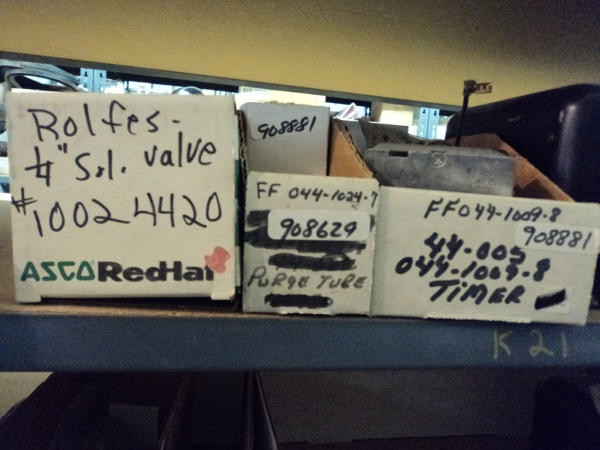 Rolfes -
1/4" Sol. valve
#10024420
ASCO RedHat
908881
FF 044-1024-7
908629
PURGE TUBE
FF044-1009-8
908881
44-005
044-1009-8
TIMER
K 21